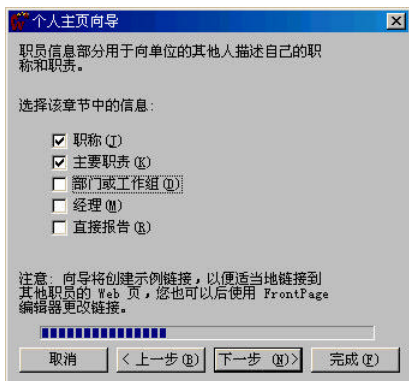 个人主页向导
职员信息部分用于向单位的其他人描述自己的职
称和职责。
选择该章节中的信息:
职称(T)
主要职责(K)
部门或工作组(D)
经理(M)
直接报告(R)
注意: 向导将创建示例链接，以便适当地链接到
其他职员的 Web 页，您也可以后使用 FrontPage
编辑器更改链接。
取消 < 上一步(B) 下一步 (N)> 完成(F)